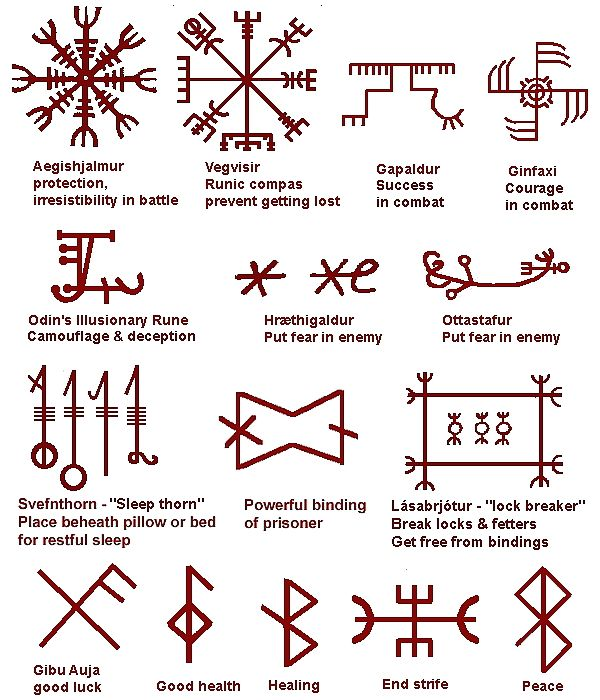 Aegishjalmur
protection,
irresistibility in battle
Vegvisir
Runic compas
prevent getting lost
Gapaldur
Success
in combat
Ginfaxi
Courage
in combat
Odin's Illusionary Rune
Camouflage & deception
Hræthigaldur
Put fear in enemy
Ottastafur
Put fear in enemy
Svefnthorn - "Sleep thorn"
Place beheath pillow or bed
for restful sleep
Powerful binding
of prisoner
Lásabrjótur - "lock breaker"
Break locks & fetters
Get free from bindings
Gibu Auja
good luck
Good health
Healing
End strife
Peace